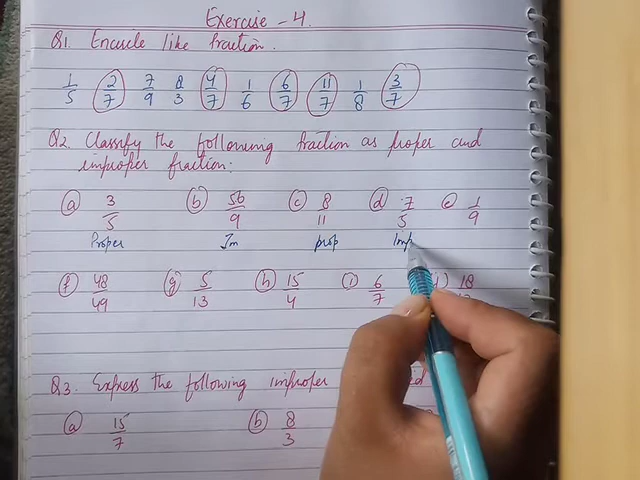 Exercise - 4.
Q1. Encircle like fraction.
1/5 2/7 7/9 8/3 4/7 1/6 6/7 11/7 1/8 3/7
Q2. Classify the following fraction as proper and
improper fraction:
(a) 3/5 (b) 56/9 (c) 8/11 (d) 7/5 (e) 1/9
Proper Im prop Imp
(f) 48/49 (g) 5/13 (h) 15/4 (i) 6/7 (j) 18
Q3. Express the following improper
(a) 15/7 (b) 8/3